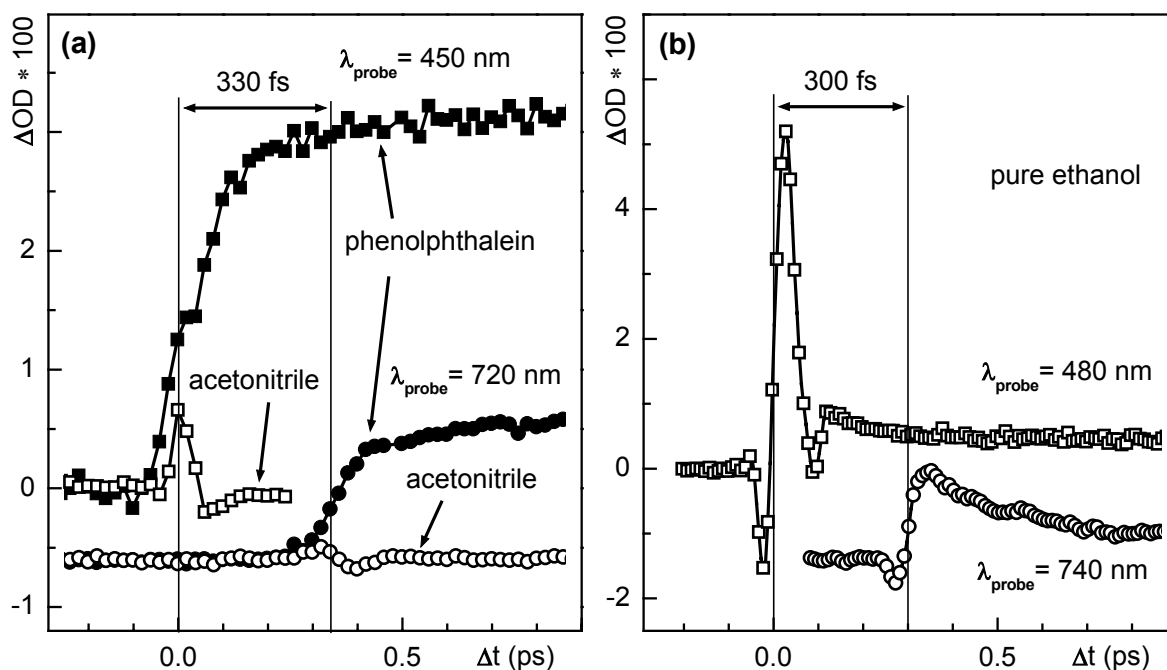 (a)
λprobe = 450 nm
330 fs
ΔOD * 100
2
1
0
-1
phenolphthalein
acetonitrile
λprobe = 720 nm
acetonitrile
0.0
0.5
Δt (ps)
(b)
300 fs
ΔOD * 100
4
2
0
-2
pure ethanol
λprobe = 480 nm
λprobe = 740 nm
0.0
0.5
Δt (ps)